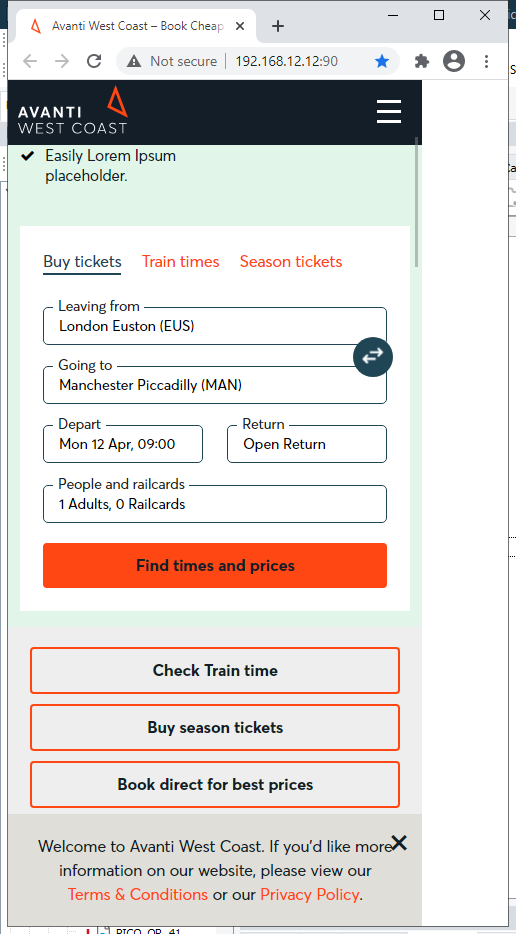 Avanti West Coast – Book Cheap
Not secure | 192.168.12.12:90
AVANTI
WEST COAST
Easily Lorem Ipsum
placeholder.
Buy tickets Train times Season tickets
Leaving from
London Euston (EUS)
Going to
Manchester Piccadilly (MAN)
Depart Return
Mon 12 Apr, 09:00 Open Return
People and railcards
1 Adults, 0 Railcards
Find times and prices
Check Train time
Buy season tickets
Book direct for best prices
Welcome to Avanti West Coast. If you'd like more
information on our website, please view our
Terms & Conditions or our Privacy Policy.